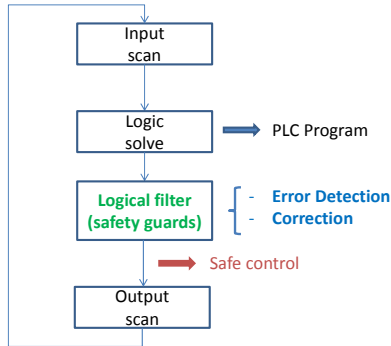 Input
scan
Logic
solve
PLC Program
Logical filter
(safety guards)
- Error Detection
- Correction
Safe control
Output
scan